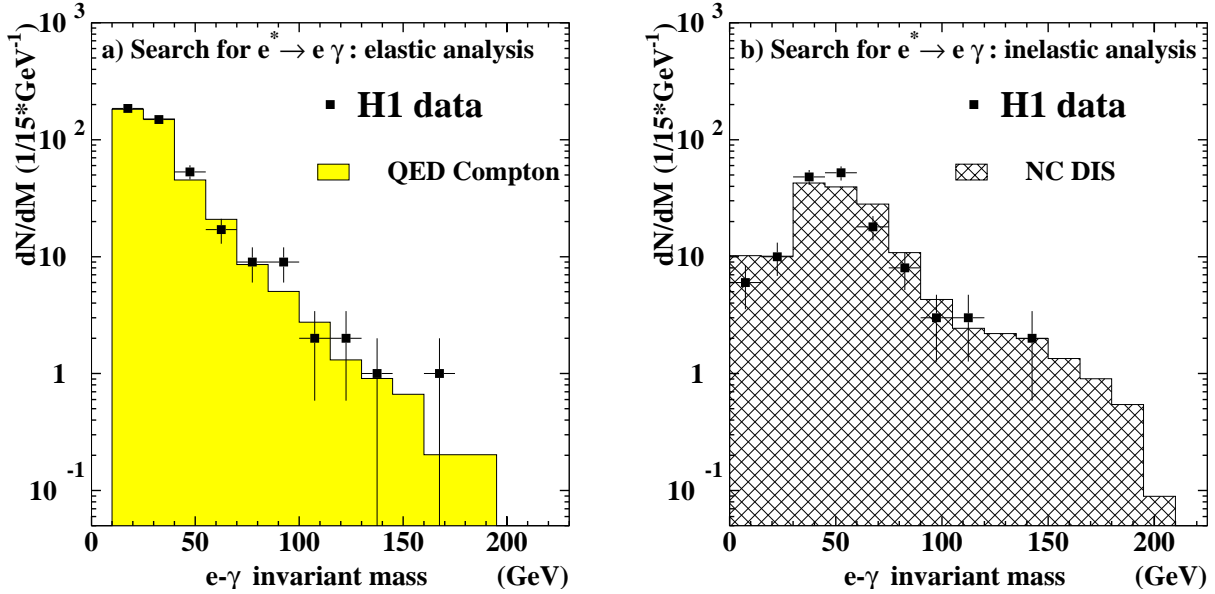 a) Search for e* → e γ : elastic analysis
H1 data
QED Compton
dN/dM (1/15*GeV⁻¹)
10³
10²
10
1
10⁻¹
0 50 100 150 200
e-γ invariant mass (GeV)
b) Search for e* → e γ : inelastic analysis
H1 data
NC DIS
dN/dM (1/15*GeV⁻¹)
10³
10²
10
1
10⁻¹
0 50 100 150 200
e-γ invariant mass (GeV)